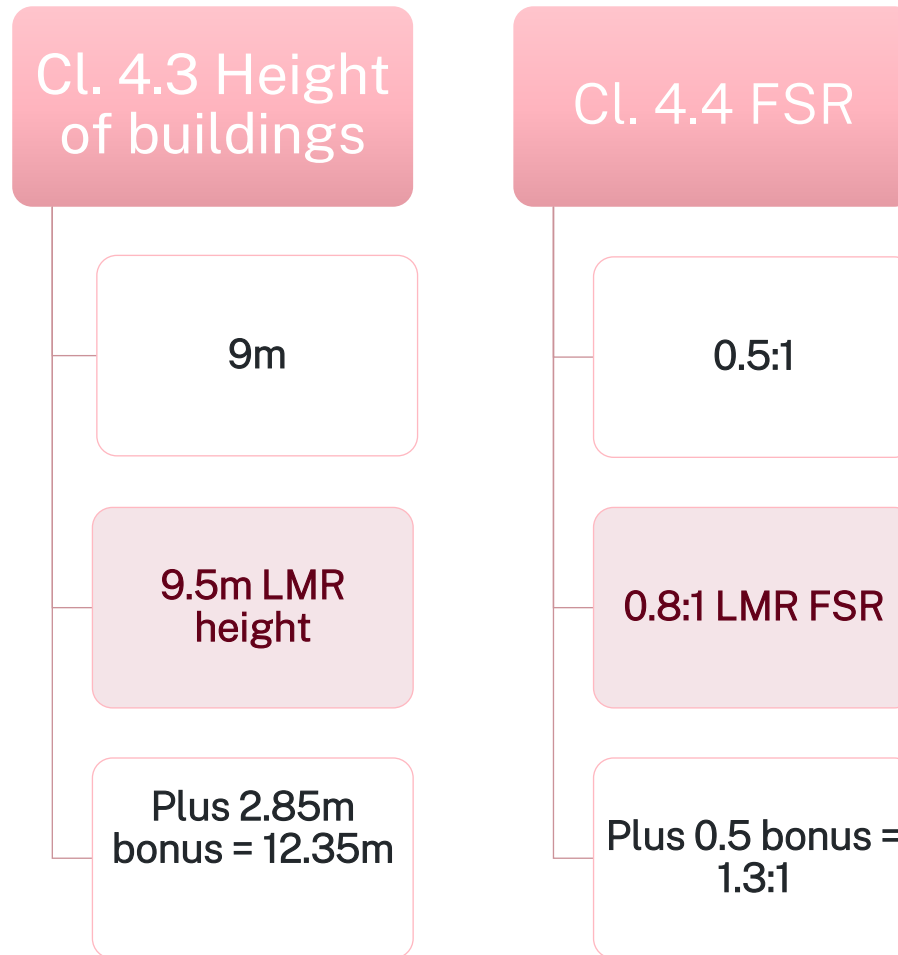 Cl. 4.3 Height
of buildings
9m
9.5m LMR
height
Plus 2.85m
bonus = 12.35m
Cl. 4.4 FSR
0.5:1
0.8:1 LMR FSR
Plus 0.5 bonus =
1.3:1